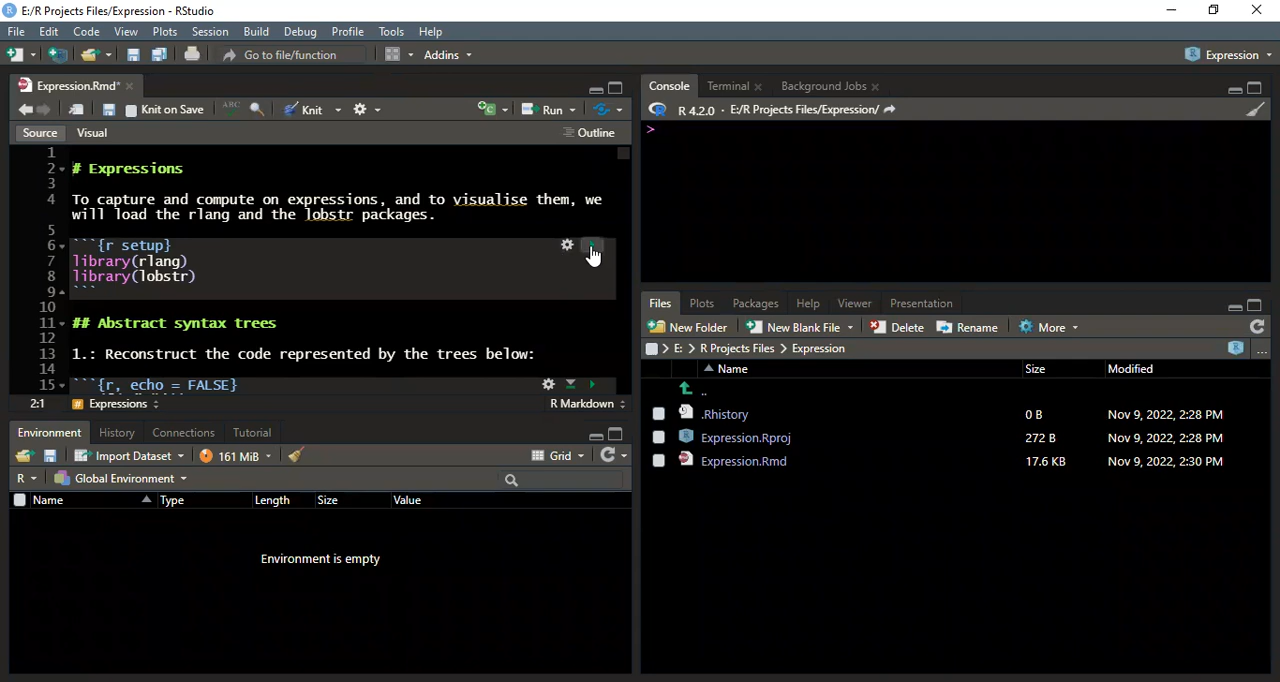 E:/R Projects Files/Expression - RStudio
File Edit Code View Plots Session Build Debug Profile Tools Help
Go to file/function Addins Expression
Expression.Rmd*
Knit on Save ABC Knit Run
Source Visual Outline
1
2 # Expressions
3
4 To capture and compute on expressions, and to visualise them, we
will load the rlang and the lobstr packages.
5
6 ```{r setup}
7 library(rlang)
8 library(lobstr)
9 ```
10
11 ## Abstract syntax trees
12
13 1.: Reconstruct the code represented by the trees below:
14
15 ```{r, echo = FALSE}
2:1 # Expressions R Markdown
Environment History Connections Tutorial
Import Dataset 161 MiB Grid
R Global Environment
Name Type Length Size Value
Environment is empty
Console Terminal Background Jobs
R 4.2.0 · E:/R Projects Files/Expression/
>
Files Plots Packages Help Viewer Presentation
New Folder New Blank File Delete Rename More
E: > R Projects Files > Expression ...
Name Size Modified
..
.Rhistory 0 B Nov 9, 2022, 2:28 PM
Expression.Rproj 272 B Nov 9, 2022, 2:28 PM
Expression.Rmd 17.6 KB Nov 9, 2022, 2:30 PM